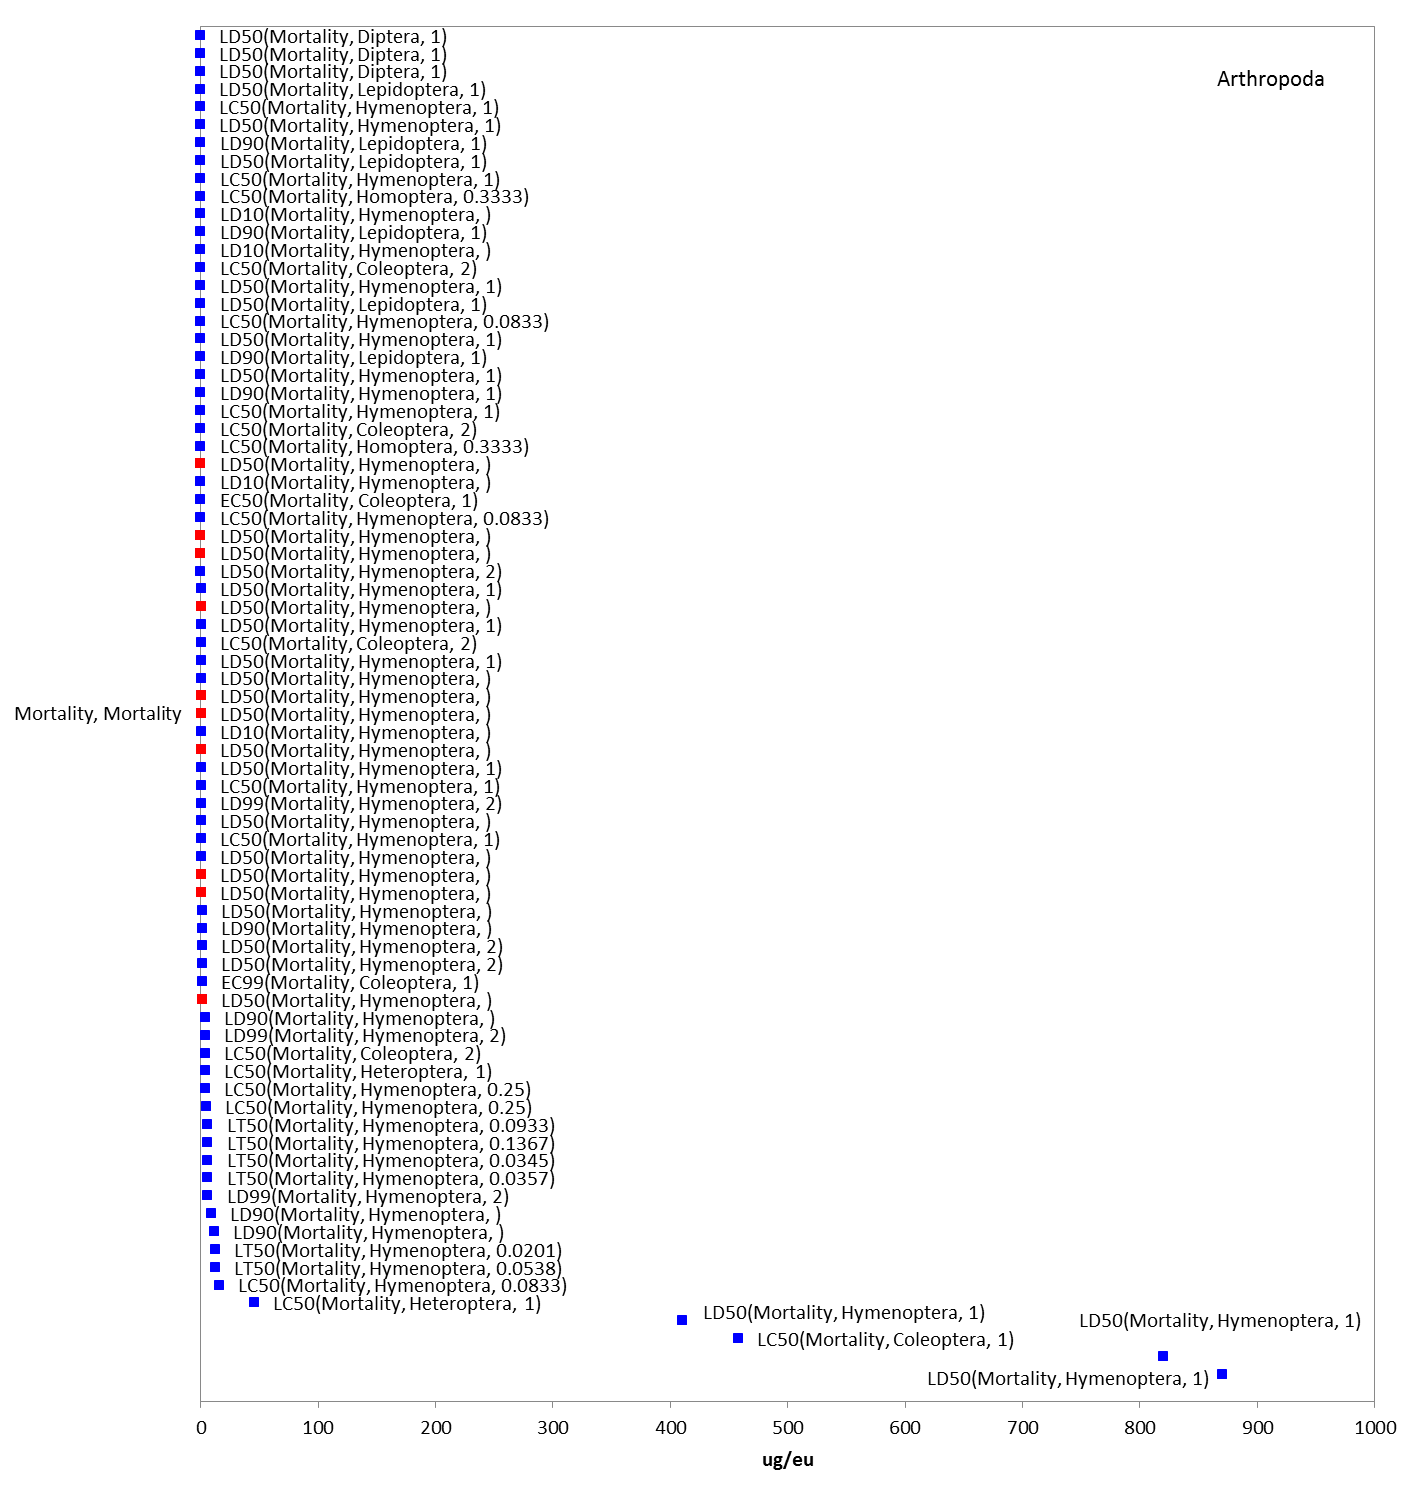 LD50(Mortality, Diptera, 1)
LD50(Mortality, Diptera, 1)
LD50(Mortality, Diptera, 1)
Arthropoda
LD50(Mortality, Lepidoptera, 1)
LC50(Mortality, Hymenoptera, 1)
LD50(Mortality, Hymenoptera, 1)
LD90(Mortality, Lepidoptera, 1)
LD50(Mortality, Lepidoptera, 1)
LC50(Mortality, Hymenoptera, 1)
LC50(Mortality, Homoptera, 0.3333)
LD10(Mortality, Hymenoptera, )
LD90(Mortality, Lepidoptera, 1)
LD10(Mortality, Hymenoptera, )
LC50(Mortality, Coleoptera, 2)
LD50(Mortality, Hymenoptera, 1)
LD50(Mortality, Lepidoptera, 1)
LC50(Mortality, Hymenoptera, 0.0833)
LD50(Mortality, Hymenoptera, 1)
LD90(Mortality, Lepidoptera, 1)
LD50(Mortality, Hymenoptera, 1)
LD90(Mortality, Hymenoptera, 1)
LC50(Mortality, Hymenoptera, 1)
LC50(Mortality, Coleoptera, 2)
LC50(Mortality, Homoptera, 0.3333)
LD50(Mortality, Hymenoptera, )
LD10(Mortality, Hymenoptera, )
EC50(Mortality, Coleoptera, 1)
LC50(Mortality, Hymenoptera, 0.0833)
LD50(Mortality, Hymenoptera, )
LD50(Mortality, Hymenoptera, )
LD50(Mortality, Hymenoptera, 2)
LD50(Mortality, Hymenoptera, 1)
LD50(Mortality, Hymenoptera, )
LD50(Mortality, Hymenoptera, 1)
LC50(Mortality, Coleoptera, 2)
LD50(Mortality, Hymenoptera, 1)
LD50(Mortality, Hymenoptera, )
LD50(Mortality, Hymenoptera, )
Mortality, Mortality
LD50(Mortality, Hymenoptera, )
LD10(Mortality, Hymenoptera, )
LD50(Mortality, Hymenoptera, )
LD50(Mortality, Hymenoptera, 1)
LC50(Mortality, Hymenoptera, 1)
LD99(Mortality, Hymenoptera, 2)
LD50(Mortality, Hymenoptera, )
LC50(Mortality, Hymenoptera, 1)
LD50(Mortality, Hymenoptera, )
LD50(Mortality, Hymenoptera, )
LD50(Mortality, Hymenoptera, )
LD50(Mortality, Hymenoptera, )
LD90(Mortality, Hymenoptera, )
LD50(Mortality, Hymenoptera, 2)
LD50(Mortality, Hymenoptera, 2)
EC99(Mortality, Coleoptera, 1)
LD50(Mortality, Hymenoptera, )
LD90(Mortality, Hymenoptera, )
LD99(Mortality, Hymenoptera, 2)
LC50(Mortality, Coleoptera, 2)
LC50(Mortality, Heteroptera, 1)
LC50(Mortality, Hymenoptera, 0.25)
LC50(Mortality, Hymenoptera, 0.25)
LT50(Mortality, Hymenoptera, 0.0933)
LT50(Mortality, Hymenoptera, 0.1367)
LT50(Mortality, Hymenoptera, 0.0345)
LT50(Mortality, Hymenoptera, 0.0357)
LD99(Mortality, Hymenoptera, 2)
LD90(Mortality, Hymenoptera, )
LD90(Mortality, Hymenoptera, )
LT50(Mortality, Hymenoptera, 0.0201)
LT50(Mortality, Hymenoptera, 0.0538)
LC50(Mortality, Hymenoptera, 0.0833)
LC50(Mortality, Heteroptera, 1)
LD50(Mortality, Hymenoptera, 1)
LD50(Mortality, Hymenoptera, 1)
LC50(Mortality, Coleoptera, 1)
LD50(Mortality, Hymenoptera, 1)
0 100 200 300 400 500 600 700 800 900 1000
ug/eu